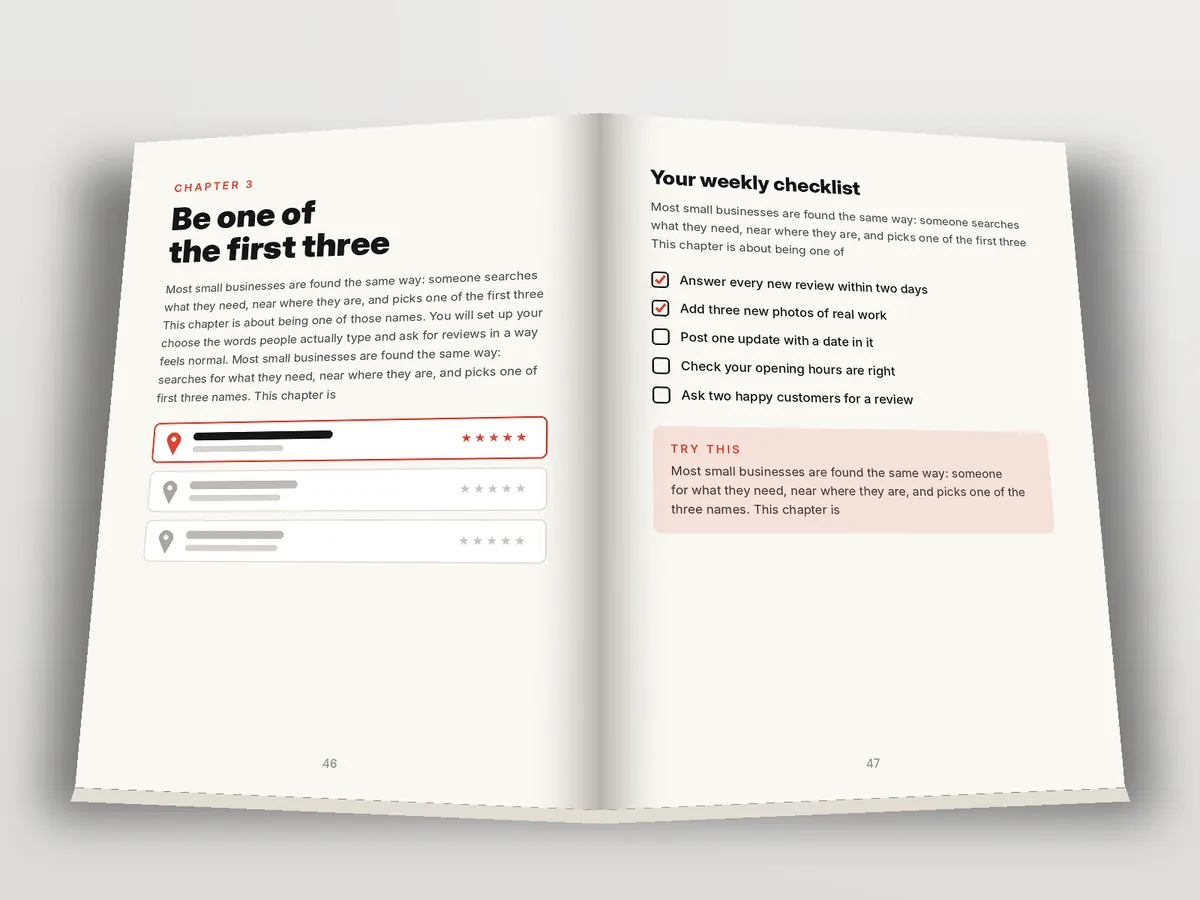 CHAPTER 3
Be one of
the first three
Most small businesses are found the same way: someone searches
what they need, near where they are, and picks one of the first three
This chapter is about being one of those names. You will set up your
choose the words people actually type and ask for reviews in a way
feels normal. Most small businesses are found the same way:
searches for what they need, near where they are, and picks one of
first three names. This chapter is
46
Your weekly checklist
Most small businesses are found the same way: someone searches
what they need, near where they are, and picks one of the first three
This chapter is about being one of
Answer every new review within two days
Add three new photos of real work
Post one update with a date in it
Check your opening hours are right
Ask two happy customers for a review
TRY THIS
Most small businesses are found the same way: someone
for what they need, near where they are, and picks one of the
three names. This chapter is
47